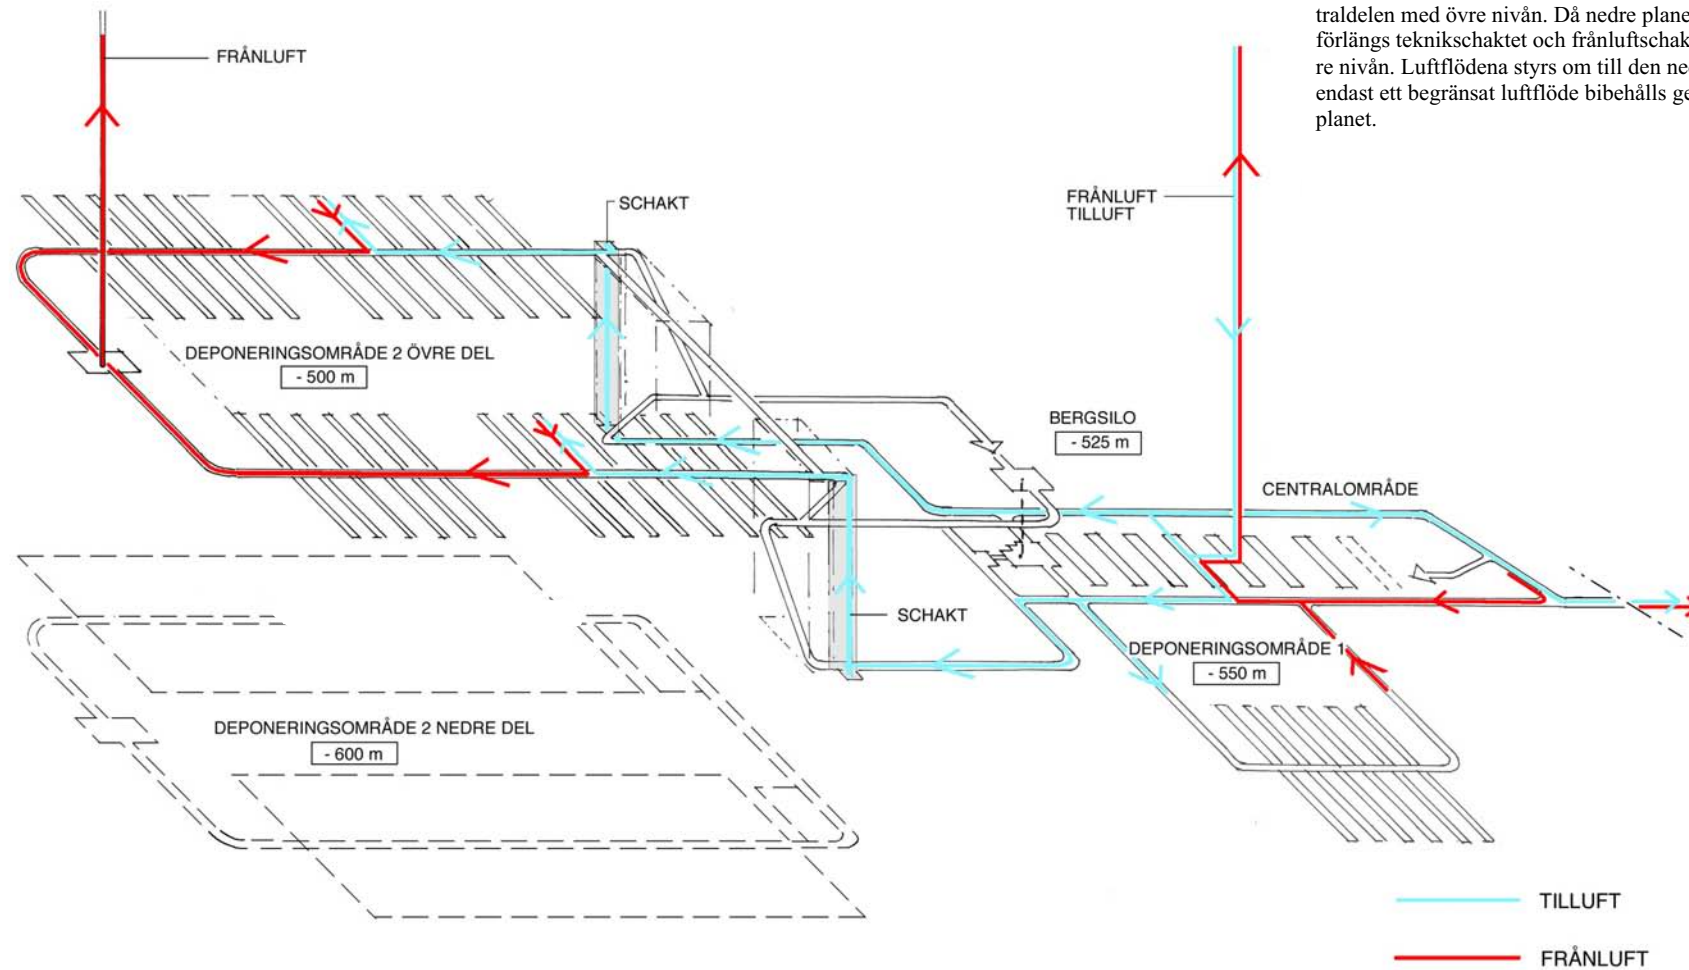 traldelen med övre nivån. Då nedre plane
förlängs teknikschaktet och frånluftschak
re nivån. Luftflödena styrs om till den ne
endast ett begränsat luftflöde bibehålls ge
planet.
FRÅNLUFT
SCHAKT
FRÅNLUFT
TILLUFT
DEPONERINGSOMRÅDE 2 ÖVRE DEL
- 500 m
BERGSILO
- 525 m
CENTRALOMRÅDE
SCHAKT
DEPONERINGSOMRÅDE 1
- 550 m
DEPONERINGSOMRÅDE 2 NEDRE DEL
- 600 m
TILLUFT
FRÅNLUFT